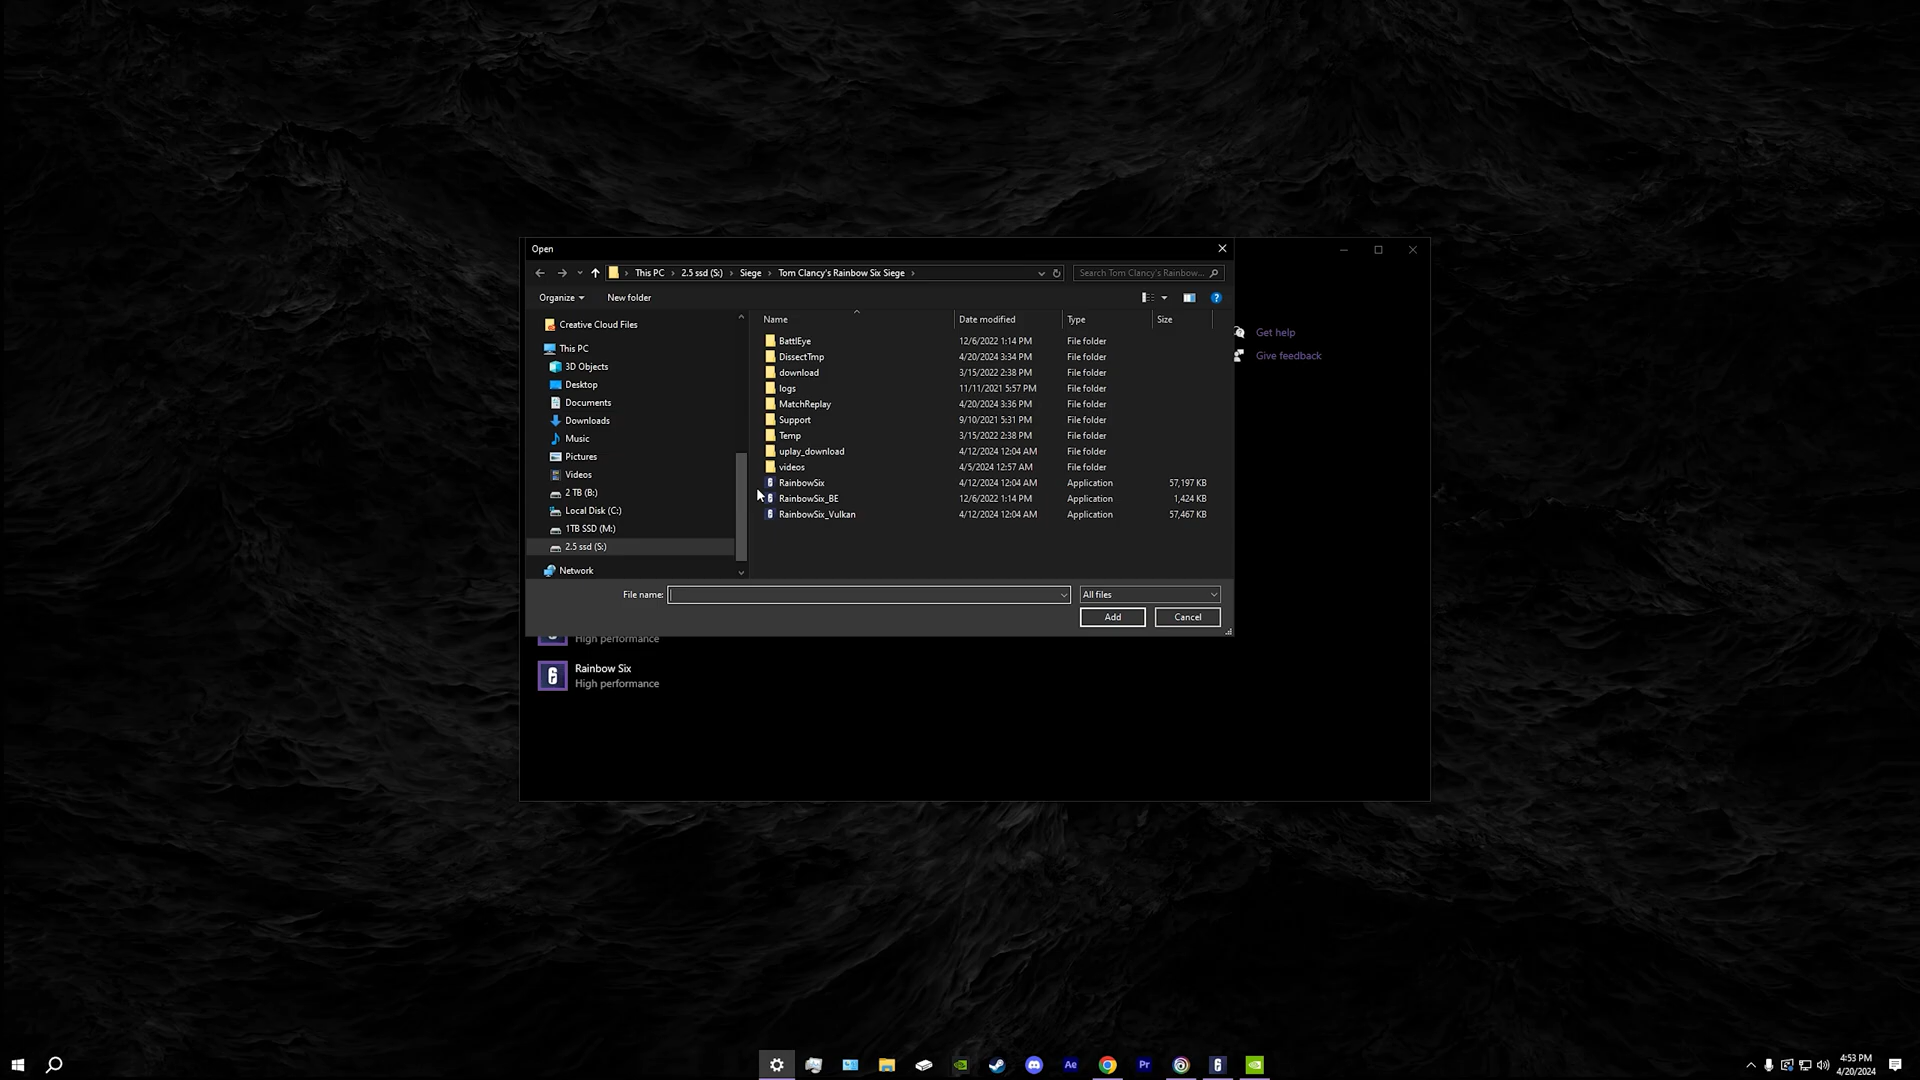 Open
This PC › 2.5 ssd (S:) › Siege › Tom Clancy's Rainbow Six Siege ›
Search Tom Clancy's Rainbow...
Organize
New folder
Creative Cloud Files
This PC
3D Objects
Desktop
Documents
Downloads
Music
Pictures
Videos
2 TB (B:)
Local Disk (C:)
1TB SSD (M:)
2.5 ssd (S:)
Network
Name Date modified Type Size
BattlEye 12/6/2022 1:14 PM File folder
DissectTmp 4/20/2024 3:34 PM File folder
download 3/15/2022 2:38 PM File folder
logs 11/11/2021 5:57 PM File folder
MatchReplay 4/20/2024 3:36 PM File folder
Support 9/10/2021 5:31 PM File folder
Temp 3/15/2022 2:38 PM File folder
uplay_download 4/12/2024 12:04 AM File folder
videos 4/5/2024 12:57 AM File folder
RainbowSix 4/12/2024 12:04 AM Application 57,197 KB
RainbowSix_BE 12/6/2022 1:14 PM Application 1,424 KB
RainbowSix_Vulkan 4/12/2024 12:04 AM Application 57,467 KB
File name:
All files
Add
Cancel
Get help
Give feedback
High performance
Rainbow Six
High performance
Ae
Pr
4:53 PM
4/20/2024